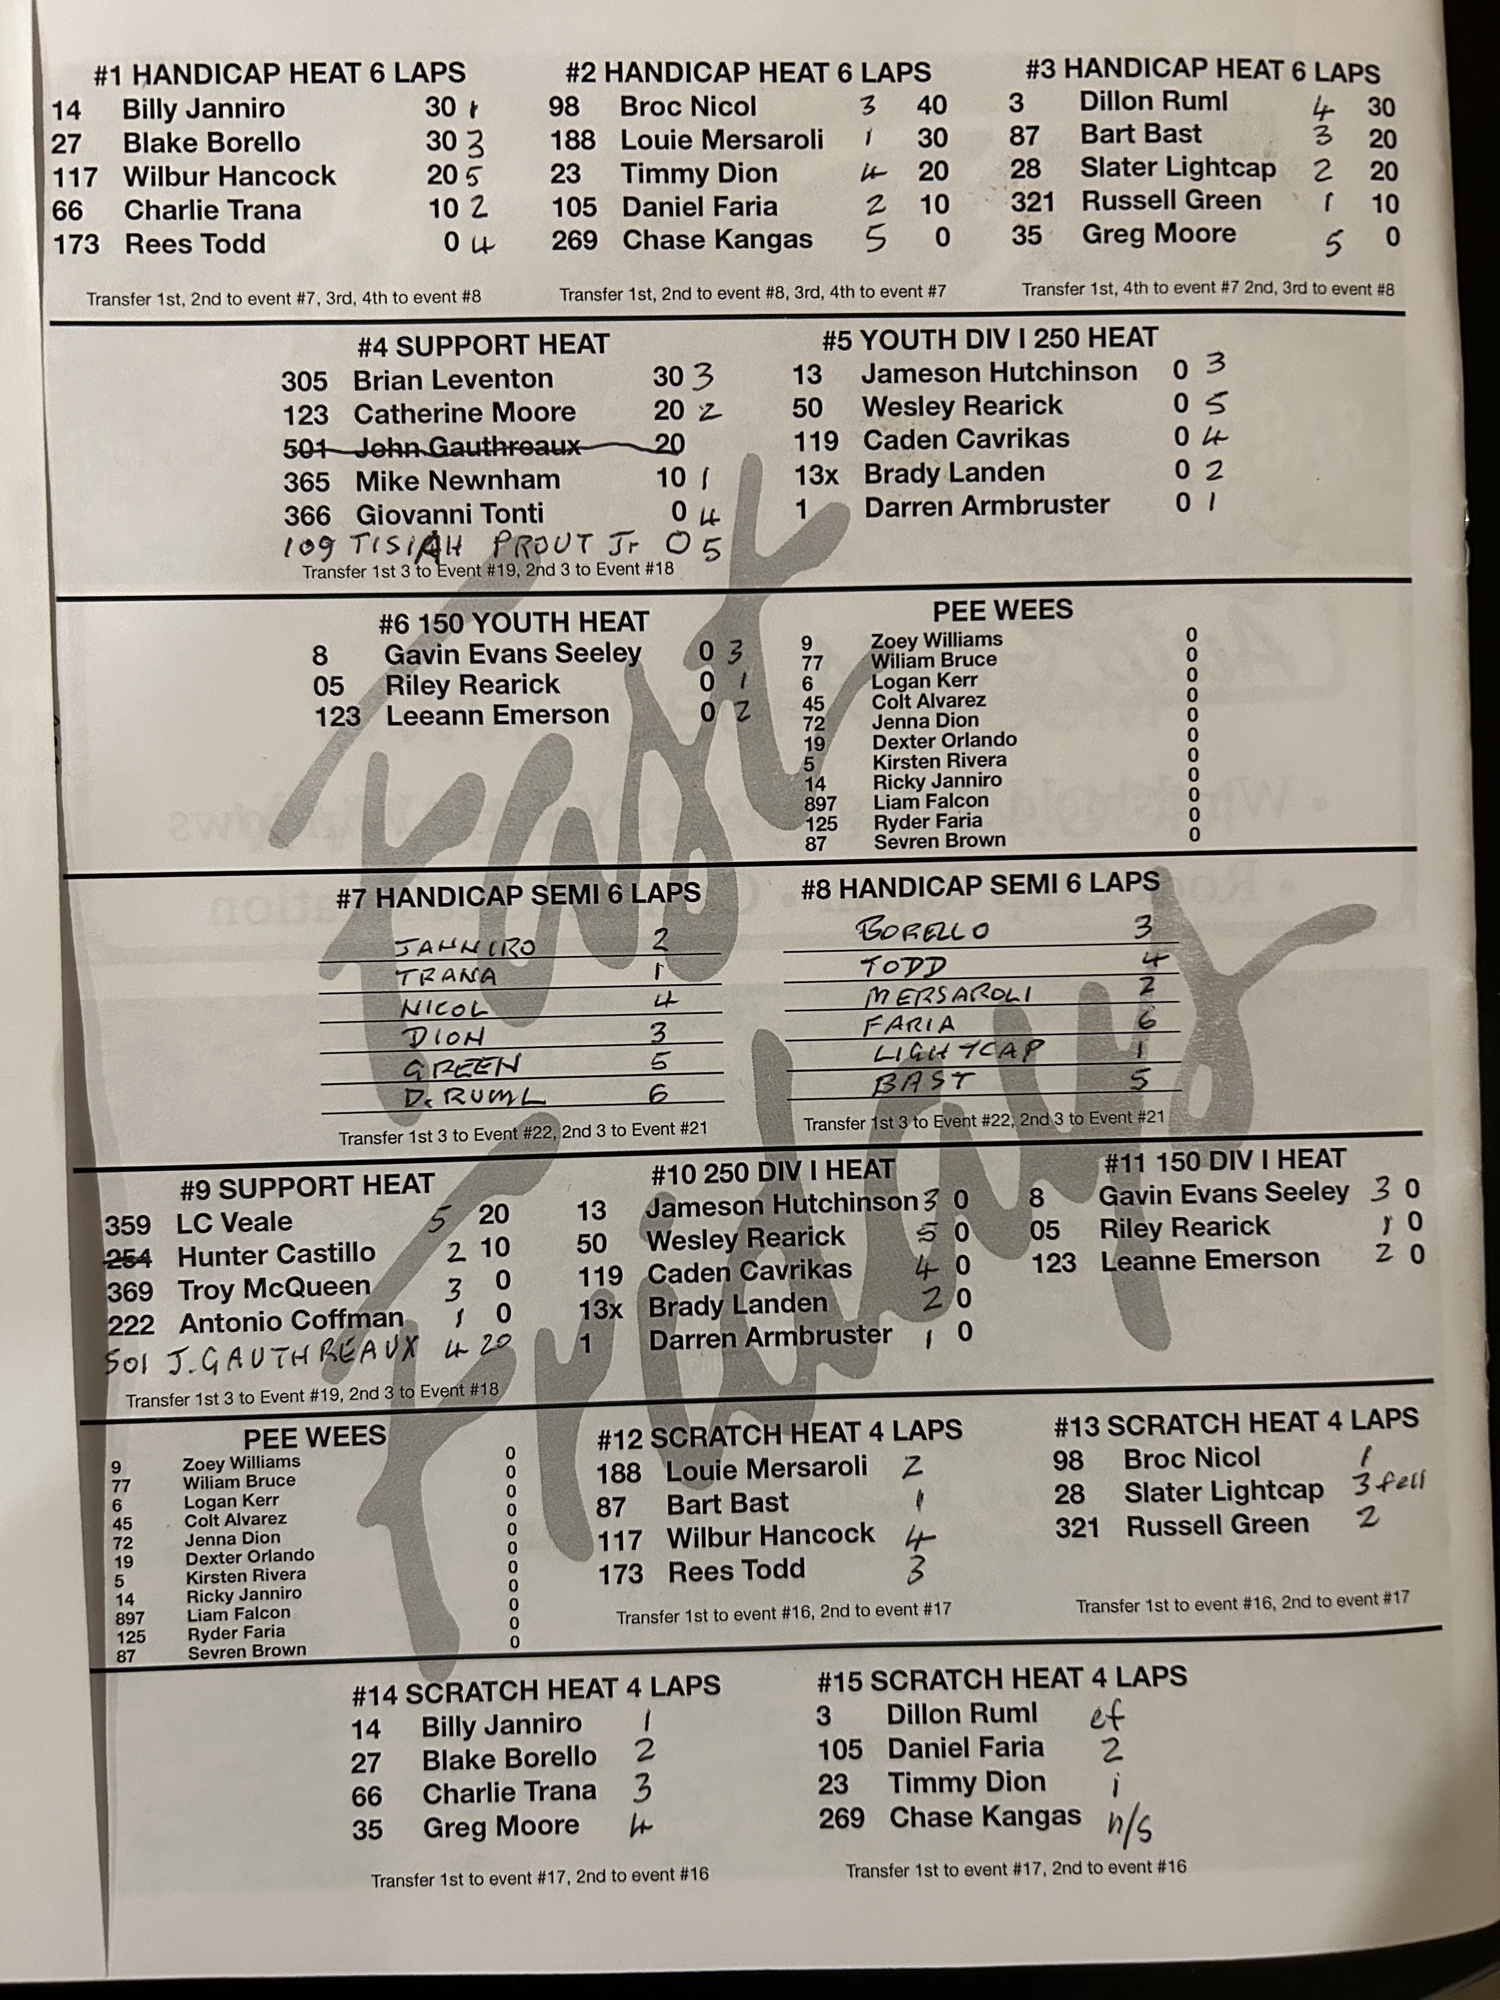 #1 HANDICAP HEAT 6 LAPS
14 Billy Janniro 30 1
27 Blake Borello 30 3
117 Wilbur Hancock 20 5
66 Charlie Trana 10 2
173 Rees Todd 0 4
Transfer 1st, 2nd to event #7, 3rd, 4th to event #8
#2 HANDICAP HEAT 6 LAPS
98 Broc Nicol 3 40
188 Louie Mersaroli 1 30
23 Timmy Dion 4 20
105 Daniel Faria 2 10
269 Chase Kangas 5 0
Transfer 1st, 2nd to event #8, 3rd, 4th to event #7
#3 HANDICAP HEAT 6 LAPS
3 Dillon Ruml 4 30
87 Bart Bast 3 20
28 Slater Lightcap 2 20
321 Russell Green 1 10
35 Greg Moore 5 0
Transfer 1st, 4th to event #7 2nd, 3rd to event #8
#4 SUPPORT HEAT
305 Brian Leventon 30 3
123 Catherine Moore 20 2
501 John Gauthreaux 20
365 Mike Newnham 10 1
366 Giovanni Tonti 0 4
109 TISIAH PROUT Jr 0 5
Transfer 1st 3 to Event #19, 2nd 3 to Event #18
#5 YOUTH DIV I 250 HEAT
13 Jameson Hutchinson 0 3
50 Wesley Rearick 0 5
119 Caden Cavrikas 0 4
13x Brady Landen 0 2
1 Darren Armbruster 0 1
#6 150 YOUTH HEAT
8 Gavin Evans Seeley 0 3
05 Riley Rearick 0 1
123 Leeann Emerson 0 2
PEE WEES
9 Zoey Williams 0
77 Wiliam Bruce 0
6 Logan Kerr 0
45 Colt Alvarez 0
72 Jenna Dion 0
19 Dexter Orlando 0
5 Kirsten Rivera 0
14 Ricky Janniro 0
897 Liam Falcon 0
125 Ryder Faria 0
87 Sevren Brown 0
Fast
Fridays
#7 HANDICAP SEMI 6 LAPS
JANNIRO 2
TRANA 1
NICOL 4
DION 3
GREEN 5
D. RUML 6
Transfer 1st 3 to Event #22, 2nd 3 to Event #21
#8 HANDICAP SEMI 6 LAPS
BORELLO 3
TODD 4
MERSAROLI 2
FARIA 6
LIGHTCAP 1
BAST 5
Transfer 1st 3 to Event #22, 2nd 3 to Event #21
#9 SUPPORT HEAT
359 LC Veale 5 20
254 Hunter Castillo 2 10
369 Troy McQueen 3 0
222 Antonio Coffman 1 0
501 J. GAUTHREAUX 4 20
Transfer 1st 3 to Event #19, 2nd 3 to Event #18
#10 250 DIV I HEAT
13 Jameson Hutchinson 3 0
50 Wesley Rearick 5 0
119 Caden Cavrikas 4 0
13x Brady Landen 2 0
1 Darren Armbruster 1 0
#11 150 DIV I HEAT
8 Gavin Evans Seeley 3 0
05 Riley Rearick 1 0
123 Leanne Emerson 2 0
PEE WEES
9 Zoey Williams 0
77 Wiliam Bruce 0
6 Logan Kerr 0
45 Colt Alvarez 0
72 Jenna Dion 0
19 Dexter Orlando 0
5 Kirsten Rivera 0
14 Ricky Janniro 0
897 Liam Falcon 0
125 Ryder Faria 0
87 Sevren Brown 0
#12 SCRATCH HEAT 4 LAPS
188 Louie Mersaroli 2
87 Bart Bast 1
117 Wilbur Hancock 4
173 Rees Todd 3
Transfer 1st to event #16, 2nd to event #17
#13 SCRATCH HEAT 4 LAPS
98 Broc Nicol 1
28 Slater Lightcap 3 fell
321 Russell Green 2
Transfer 1st to event #16, 2nd to event #17
#14 SCRATCH HEAT 4 LAPS
14 Billy Janniro 1
27 Blake Borello 2
66 Charlie Trana 3
35 Greg Moore 4
Transfer 1st to event #17, 2nd to event #16
#15 SCRATCH HEAT 4 LAPS
3 Dillon Ruml ef
105 Daniel Faria 2
23 Timmy Dion 1
269 Chase Kangas n/s
Transfer 1st to event #17, 2nd to event #16